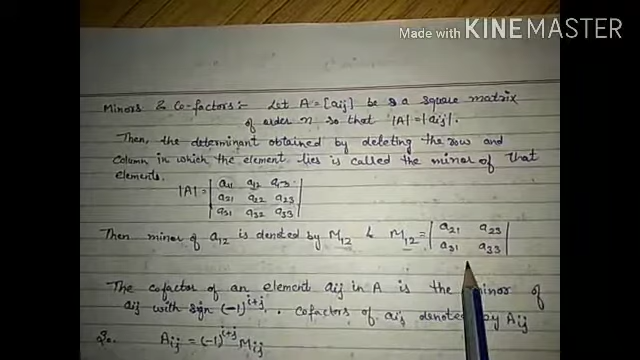 Made with KINEMASTER
Minors & Co-factors:- Let A = [aij] be a square matrix
of order n so that |A| = |aij|.
Then, the determinant obtained by deleting the row and
column in which the element lies is called the minor of that
elements.
|A| = | a11 a12 a13 |
| a21 a22 a23 |
| a31 a32 a33 |
Then minor of a12 is denoted by M12 & M12 = | a21 a23 |
| a31 a33 |
The cofactor of an element aij in A is the minor of
aij with sign (-1)^i+j . cofactors of aij denoted by Aij
Aij = (-1)^i+j Mij